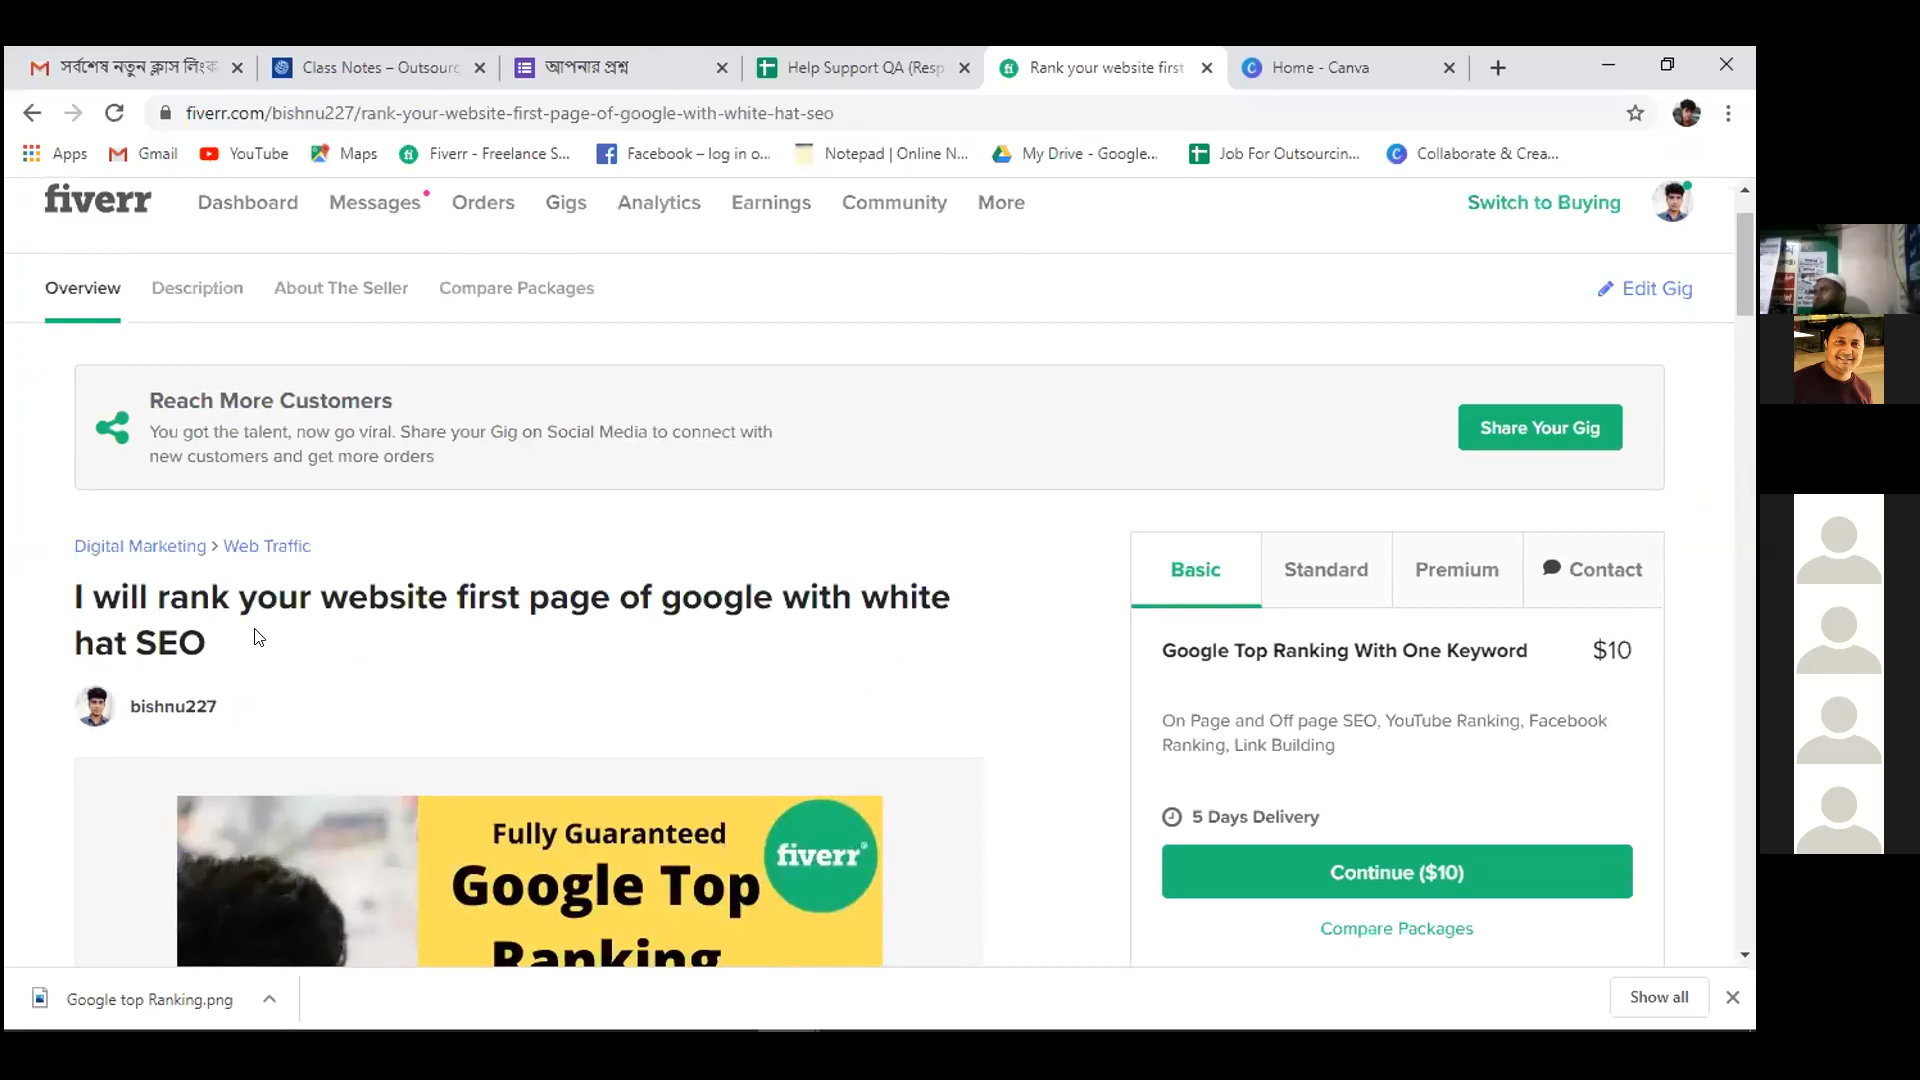 সর্বশেষ নতুন ক্লাস লিংক
Class Notes – Outsourc
আপনার প্রশ্ন
Help Support QA (Resp
Rank your website first
Home - Canva
fiverr.com/bishnu227/rank-your-website-first-page-of-google-with-white-hat-seo
Apps
Gmail
YouTube
Maps
Fiverr - Freelance S...
Facebook – log in o...
Notepad | Online N...
My Drive - Google...
Job For Outsourcin...
Collaborate & Crea...
fiverr
Dashboard
Messages
Orders
Gigs
Analytics
Earnings
Community
More
Switch to Buying
Overview
Description
About The Seller
Compare Packages
Edit Gig
Reach More Customers
You got the talent, now go viral. Share your Gig on Social Media to connect with
new customers and get more orders
Share Your Gig
Digital Marketing > Web Traffic
I will rank your website first page of google with white
hat SEO
bishnu227
Fully Guaranteed
Google Top
Ranking
fiverr®
Basic
Standard
Premium
Contact
Google Top Ranking With One Keyword
$10
On Page and Off page SEO, YouTube Ranking, Facebook
Ranking, Link Building
5 Days Delivery
Continue ($10)
Compare Packages
Google top Ranking.png
Show all